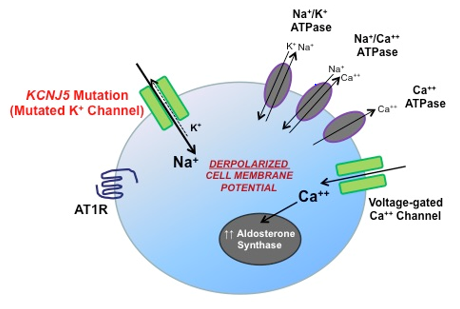 Na+/K+
ATPase
K+ Na+
Na+/Ca++
ATPase
Na+
Ca++
Ca++
ATPase
Ca++
KCNJ5 Mutation
(Mutated K+ Channel)
K+
Na+
DERPOLARIZED
CELL MEMBRANE
POTENTIAL
AT1R
Ca++
Voltage-gated
Ca++ Channel
↑↑ Aldosterone
Synthase